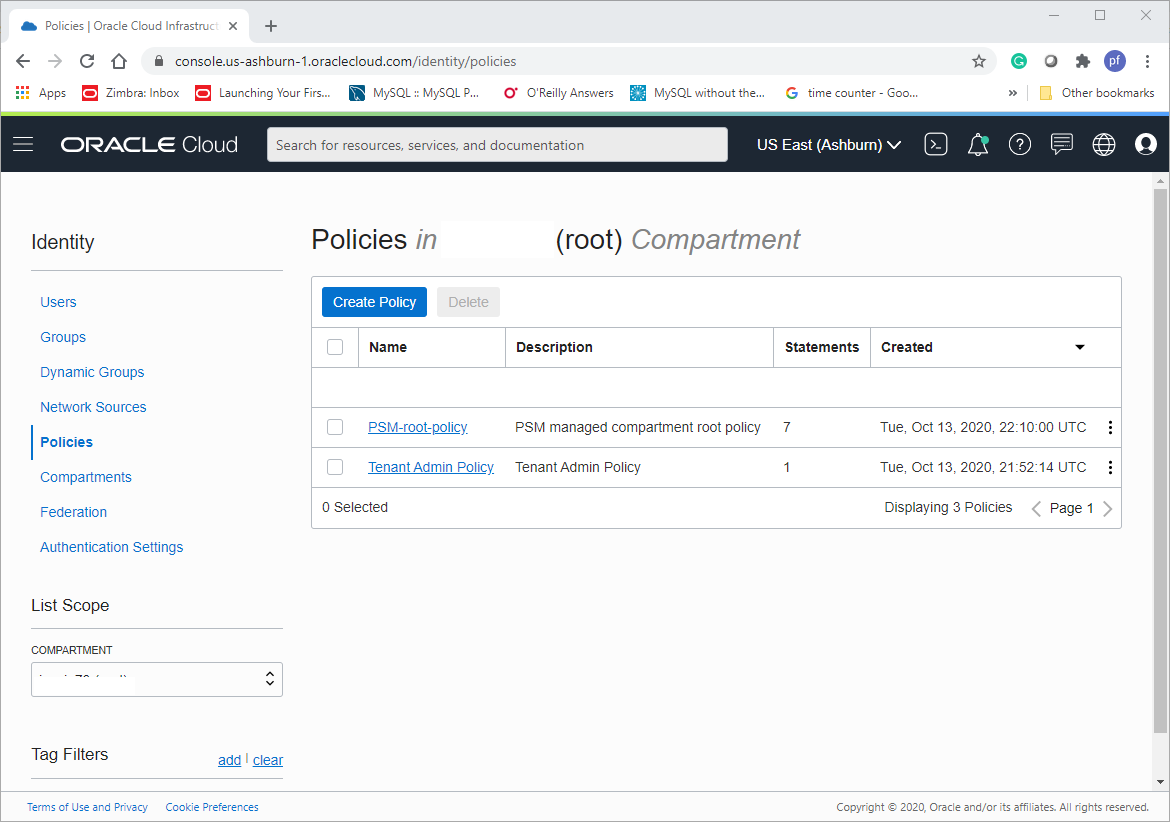 Policies | Oracle Cloud Infrastruct
console.us-ashburn-1.oraclecloud.com/identity/policies
pf
Apps Zimbra: Inbox Launching Your Firs... MySQL :: MySQL P... O'Reilly Answers MySQL without the... time counter - Goo... » Other bookmarks
ORACLE Cloud Search for resources, services, and documentation US East (Ashburn)
Identity
Users
Groups
Dynamic Groups
Network Sources
Policies
Compartments
Federation
Authentication Settings
List Scope
COMPARTMENT
Tag Filters add | clear
Policies in (root) Compartment
Create Policy Delete
Name Description Statements Created
PSM-root-policy PSM managed compartment root policy 7 Tue, Oct 13, 2020, 22:10:00 UTC
Tenant Admin Policy Tenant Admin Policy 1 Tue, Oct 13, 2020, 21:52:14 UTC
0 Selected Displaying 3 Policies Page 1
Terms of Use and Privacy Cookie Preferences Copyright © 2020, Oracle and/or its affiliates. All rights reserved.